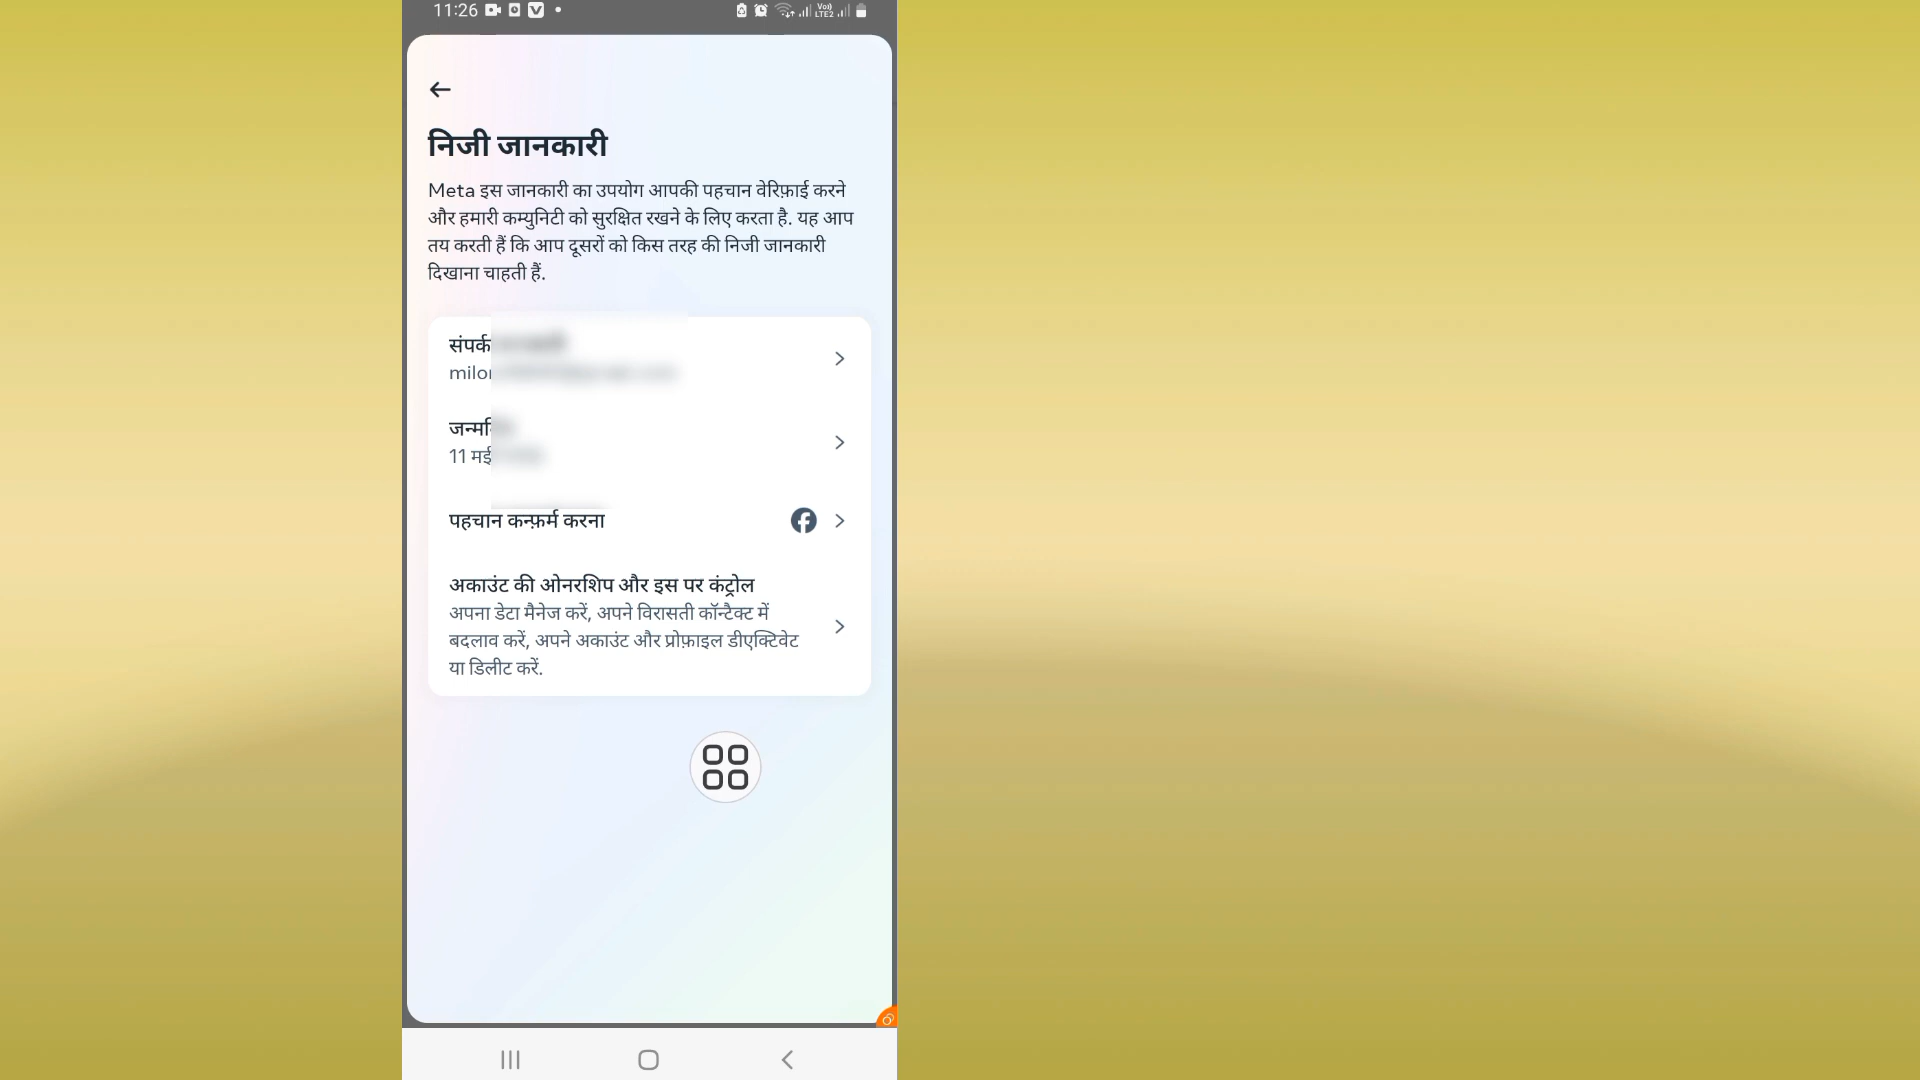 11:26
Vo))
LTE2
निजी जानकारी
Meta इस जानकारी का उपयोग आपकी पहचान वेरिफ़ाई करने
और हमारी कम्युनिटी को सुरक्षित रखने के लिए करता है. यह आप
तय करती हैं कि आप दूसरों को किस तरह की निजी जानकारी
दिखाना चाहती हैं.
संपर्क
11 मई
पहचान कन्फ़र्म करना
अकाउंट की ओनरशिप और इस पर कंट्रोल
अपना डेटा मैनेज करें, अपने विरासती कॉन्टैक्ट में
बदलाव करें, अपने अकाउंट और प्रोफ़ाइल डीएक्टिवेट
या डिलीट करें.